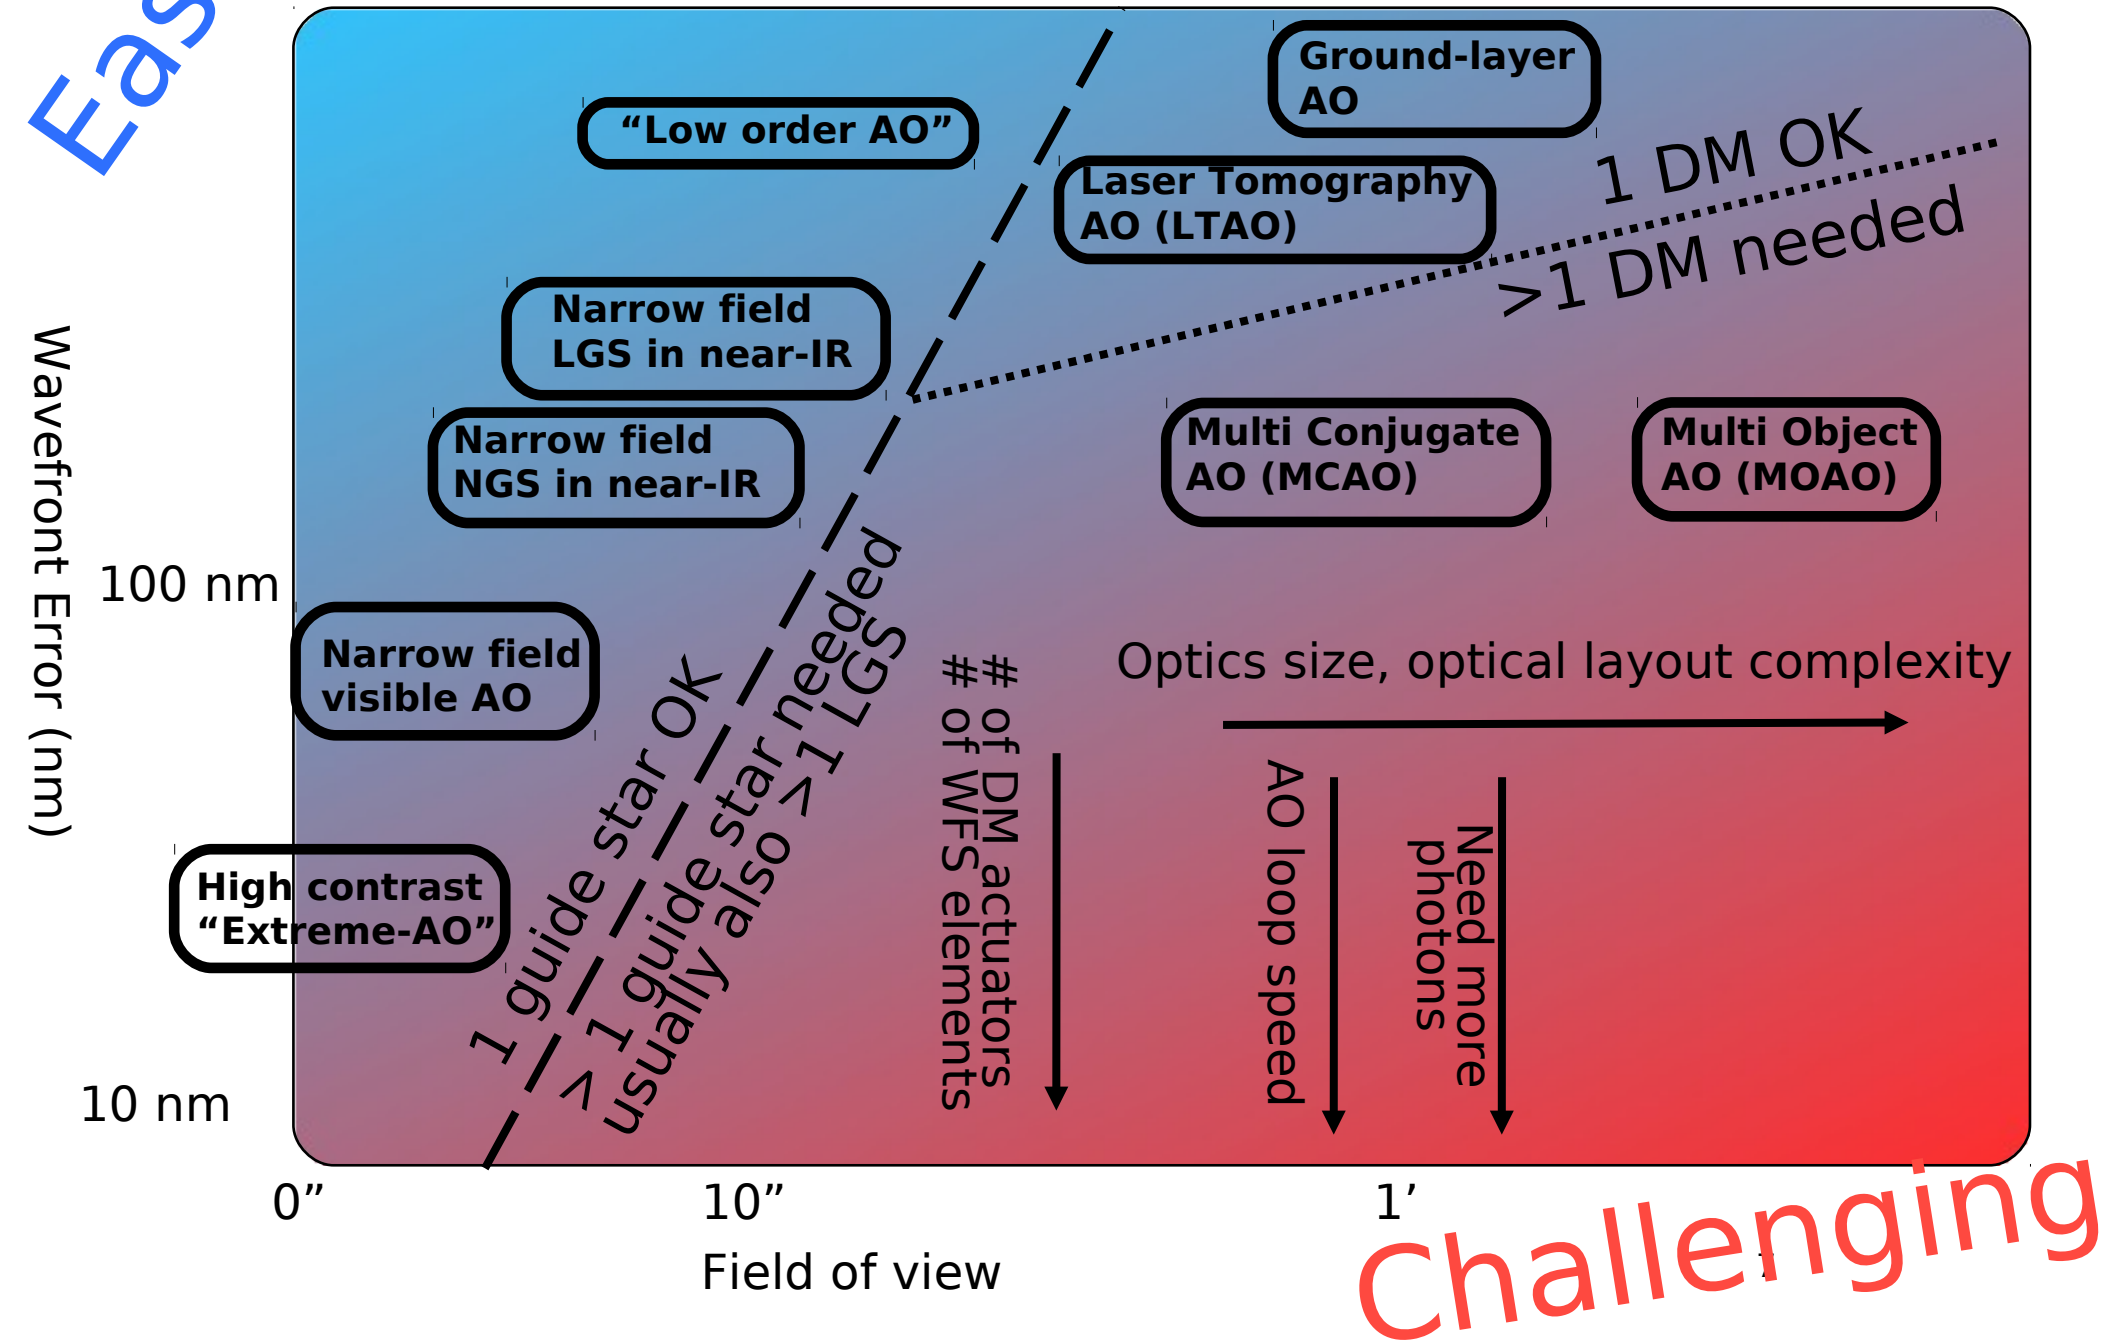 Eas
Ground-layer
AO
“Low order AO”
1 DM OK
Laser Tomography
AO (LTAO)
>1 DM needed
Narrow field
LGS in near-IR
Narrow field
NGS in near-IR
Multi Conjugate
AO (MCAO)
Multi Object
AO (MOAO)
Wavefront Error (nm)
100 nm
Narrow field
visible AO
1 guide star OK
> 1 guide star needed
usually also >1 LGS
# of DM actuators
# of WFS elements
Optics size, optical layout complexity
AO loop speed
Need more
photons
High contrast
“Extreme-AO”
10 nm
0”
10”
1’
Field of view
Challenging